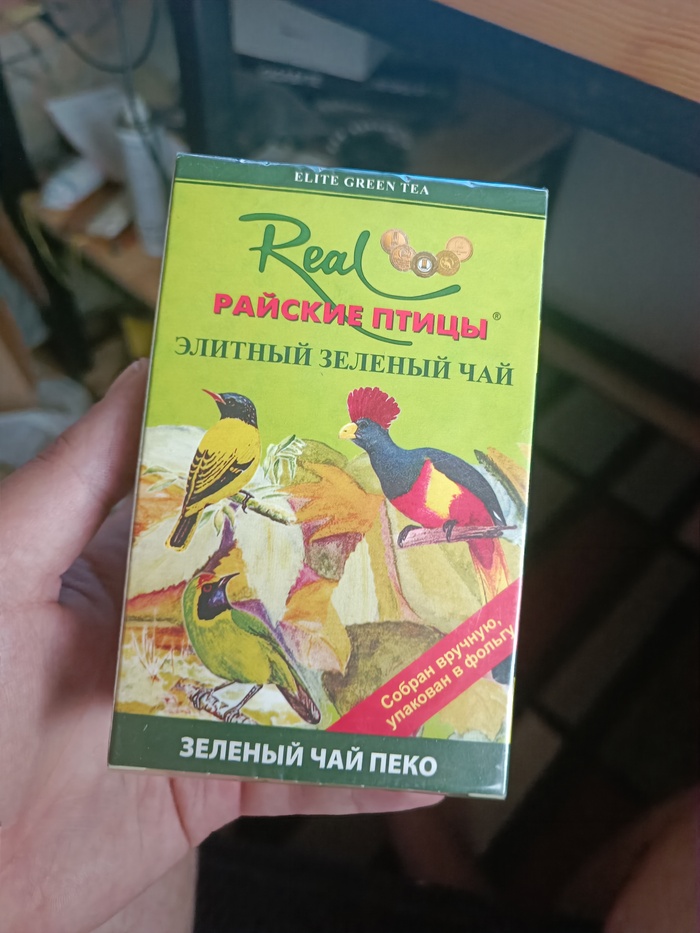 ELITE GREEN TEA
Real
РАЙСКИЕ ПТИЦЫ®
ЭЛИТНЫЙ ЗЕЛЕНЫЙ ЧАЙ
Собран вручную,
упакован в фольгу
ЗЕЛЕНЫЙ ЧАЙ ПЕКО